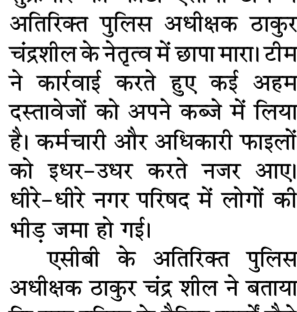 अतिरिक्त पुलिस अधीक्षक ठाकुर
चंद्रशील के नेतृत्व में छापा मारा। टीम
ने कार्रवाई करते हुए कई अहम
दस्तावेजों को अपने कब्जे में लिया
है। कर्मचारी और अधिकारी फाइलों
को इधर-उधर करते नजर आए।
धीरे-धीरे नगर परिषद में लोगों की
भीड़ जमा हो गई।
एसीबी के अतिरिक्त पुलिस
अधीक्षक ठाकुर चंद्र शील ने बताया